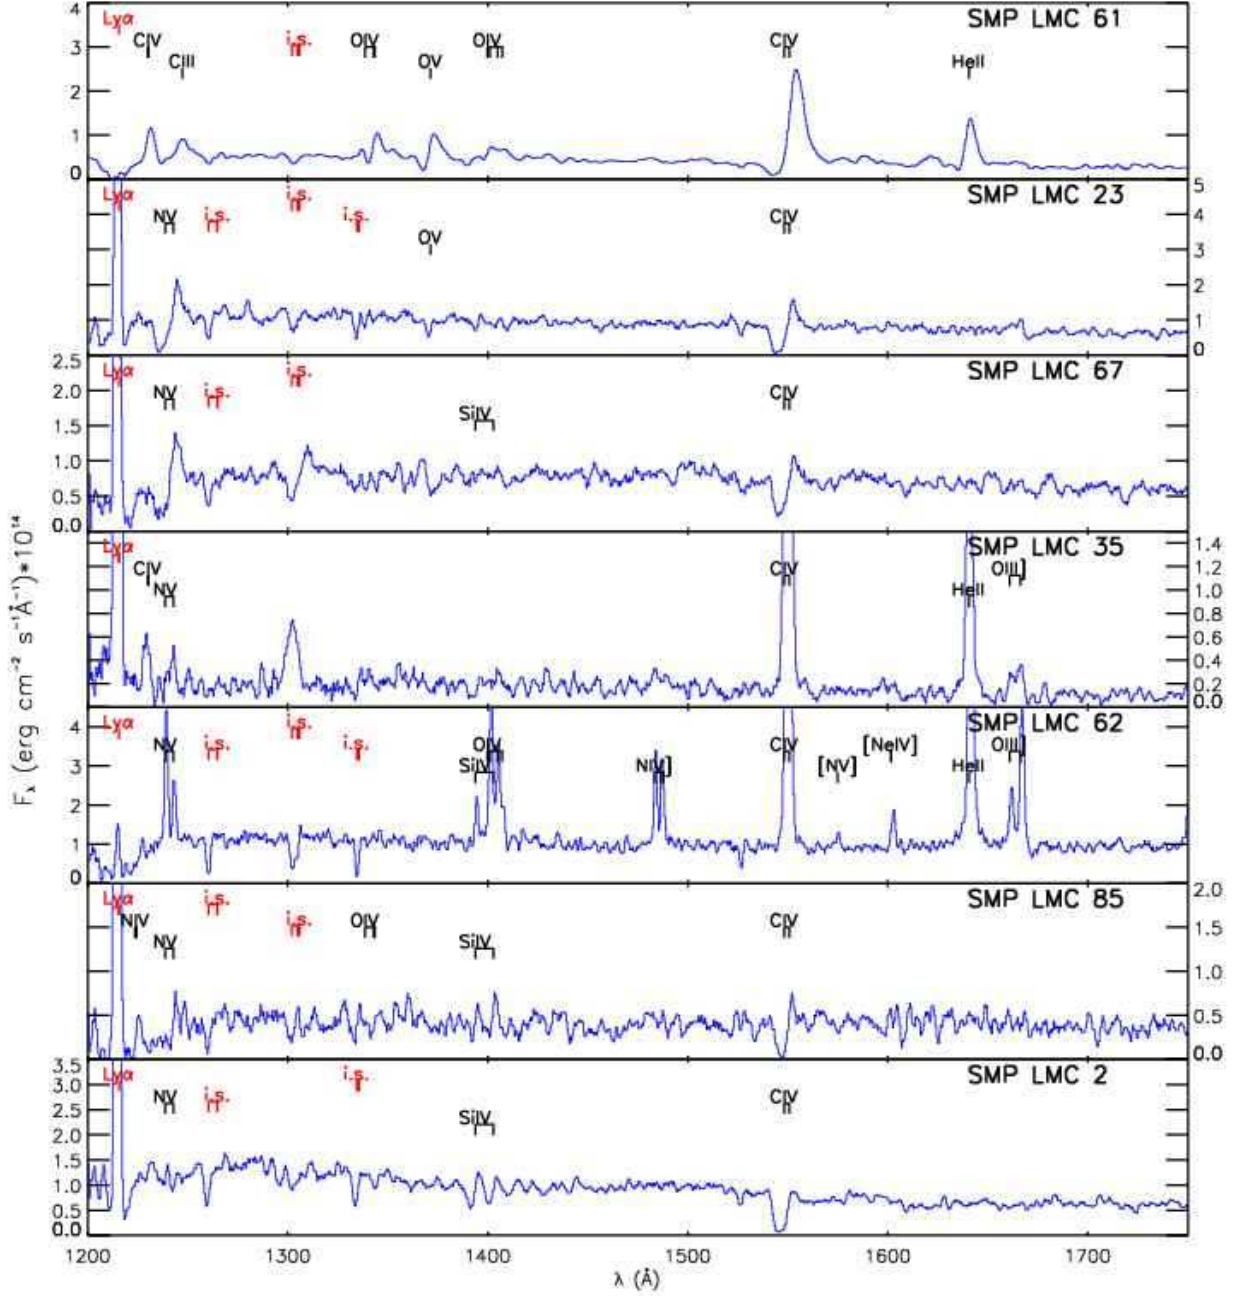 4 Lyα SMP LMC 61
3 CIV i.s. OIV OIV CIV
CIII OV HeII
2
1
0
Lyα SMP LMC 23 5
NV i.s. i.s. i.s. CIV 4
OV 3
2
1
0
2.5 Lyα i.s. SMP LMC 67
2.0 NV i.s. CIV
1.5 SiIV
1.0
0.5
0.0
Lyα SMP LMC 35 1.4
CIV CIV OIII] 1.2
NV HeII 1.0
0.8
0.6
0.4
0.2
0.0
4 Lyα i.s. SMP LMC 62
NV i.s. i.s. OIV CIV [NeIV] OIII]
3 SiIV NIV] [NV] HeII
2
1
0
Lyα i.s. SMP LMC 85 2.0
NIV i.s. OIV CIV 1.5
NV SiIV
1.0
0.5
0.0
3.5 Lyα i.s. SMP LMC 2
3.0 NV i.s. CIV
2.5 SiIV
2.0
1.5
1.0
0.5
0.0
1200 1300 1400 1500 1600 1700
λ (Å)
F_λ (erg cm⁻² s⁻¹Å⁻¹)*10¹⁴